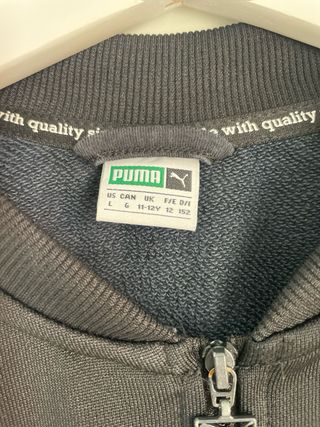 with quality si
e with quality
PUMA
US CAN UK F/E D/I
L 6 11-12Y 12 152